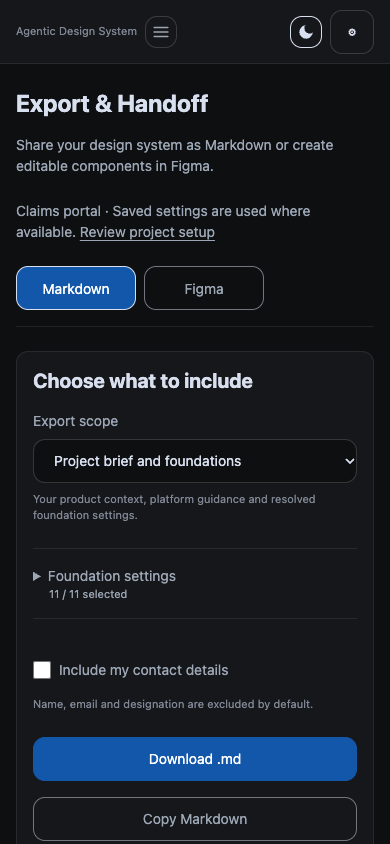 Agentic Design System
Export & Handoff
Share your design system as Markdown or create
editable components in Figma.
Claims portal · Saved settings are used where
available. Review project setup
Markdown
Figma
Choose what to include
Export scope
Project brief and foundations
Your product context, platform guidance and resolved
foundation settings.
Foundation settings
11 / 11 selected
Include my contact details
Name, email and designation are excluded by default.
Download .md
Copy Markdown